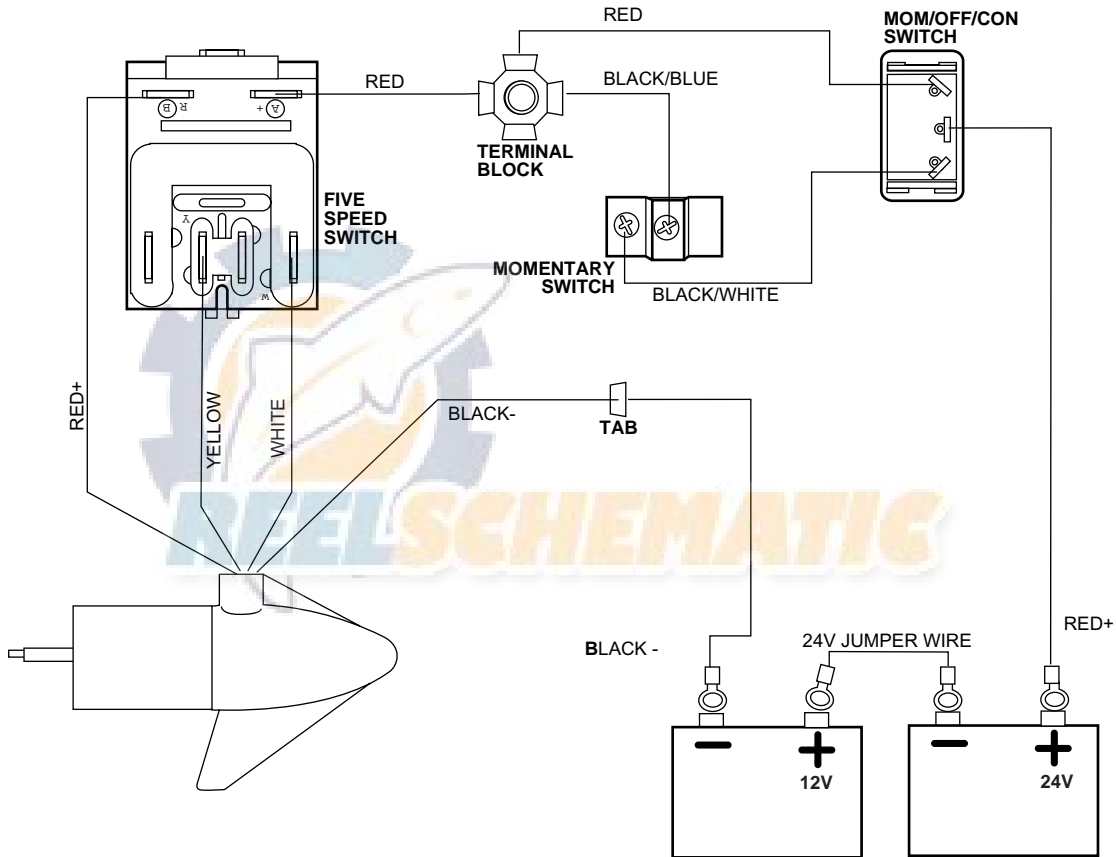 RED
MOM/OFF/CON
SWITCH
RED
BLACK/BLUE
B
R
A
+
TERMINAL
BLOCK
FIVE
SPEED
SWITCH
Y
W
MOMENTARY
SWITCH
BLACK/WHITE
RED+
YELLOW
WHITE
BLACK-
TAB
REELSCHEMATIC
BLACK -
24V JUMPER WIRE
RED+
12V
24V